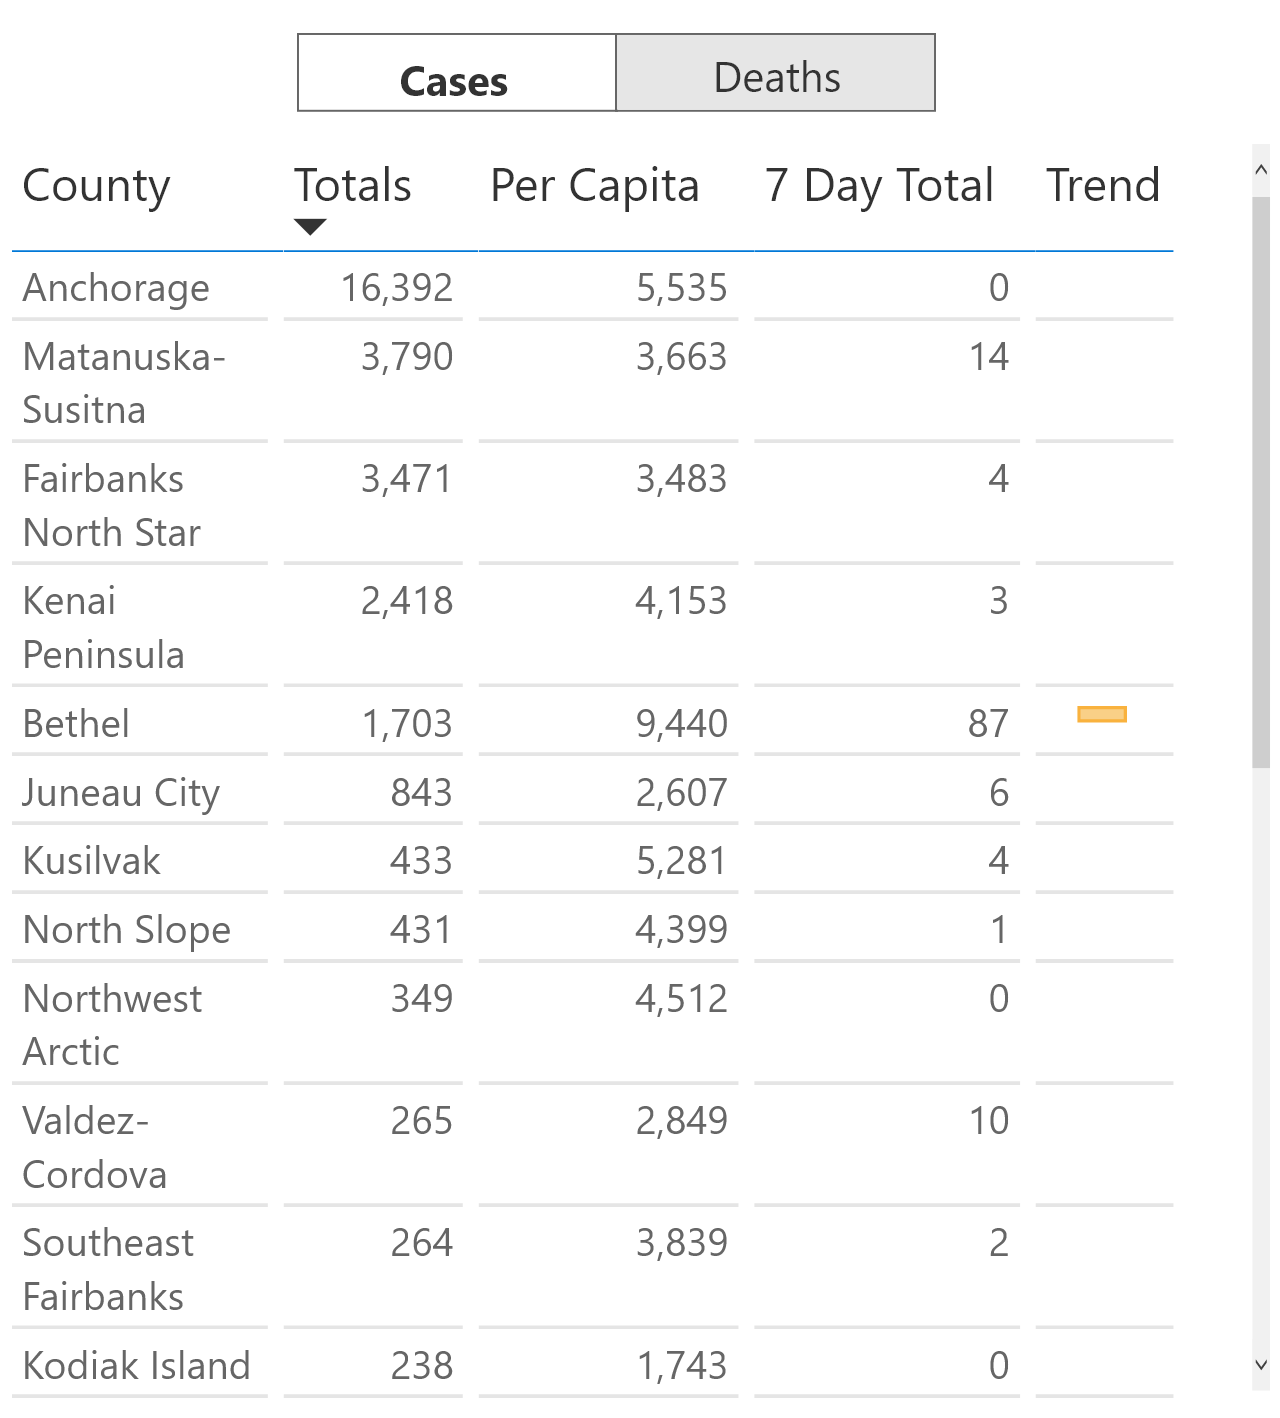 Cases Deaths
County Totals Per Capita 7 Day Total Trend
Anchorage 16,392 5,535 0
Matanuska- 3,790 3,663 14
Susitna
Fairbanks 3,471 3,483 4
North Star
Kenai 2,418 4,153 3
Peninsula
Bethel 1,703 9,440 87
Juneau City 843 2,607 6
Kusilvak 433 5,281 4
North Slope 431 4,399 1
Northwest 349 4,512 0
Arctic
Valdez- 265 2,849 10
Cordova
Southeast 264 3,839 2
Fairbanks
Kodiak Island 238 1,743 0